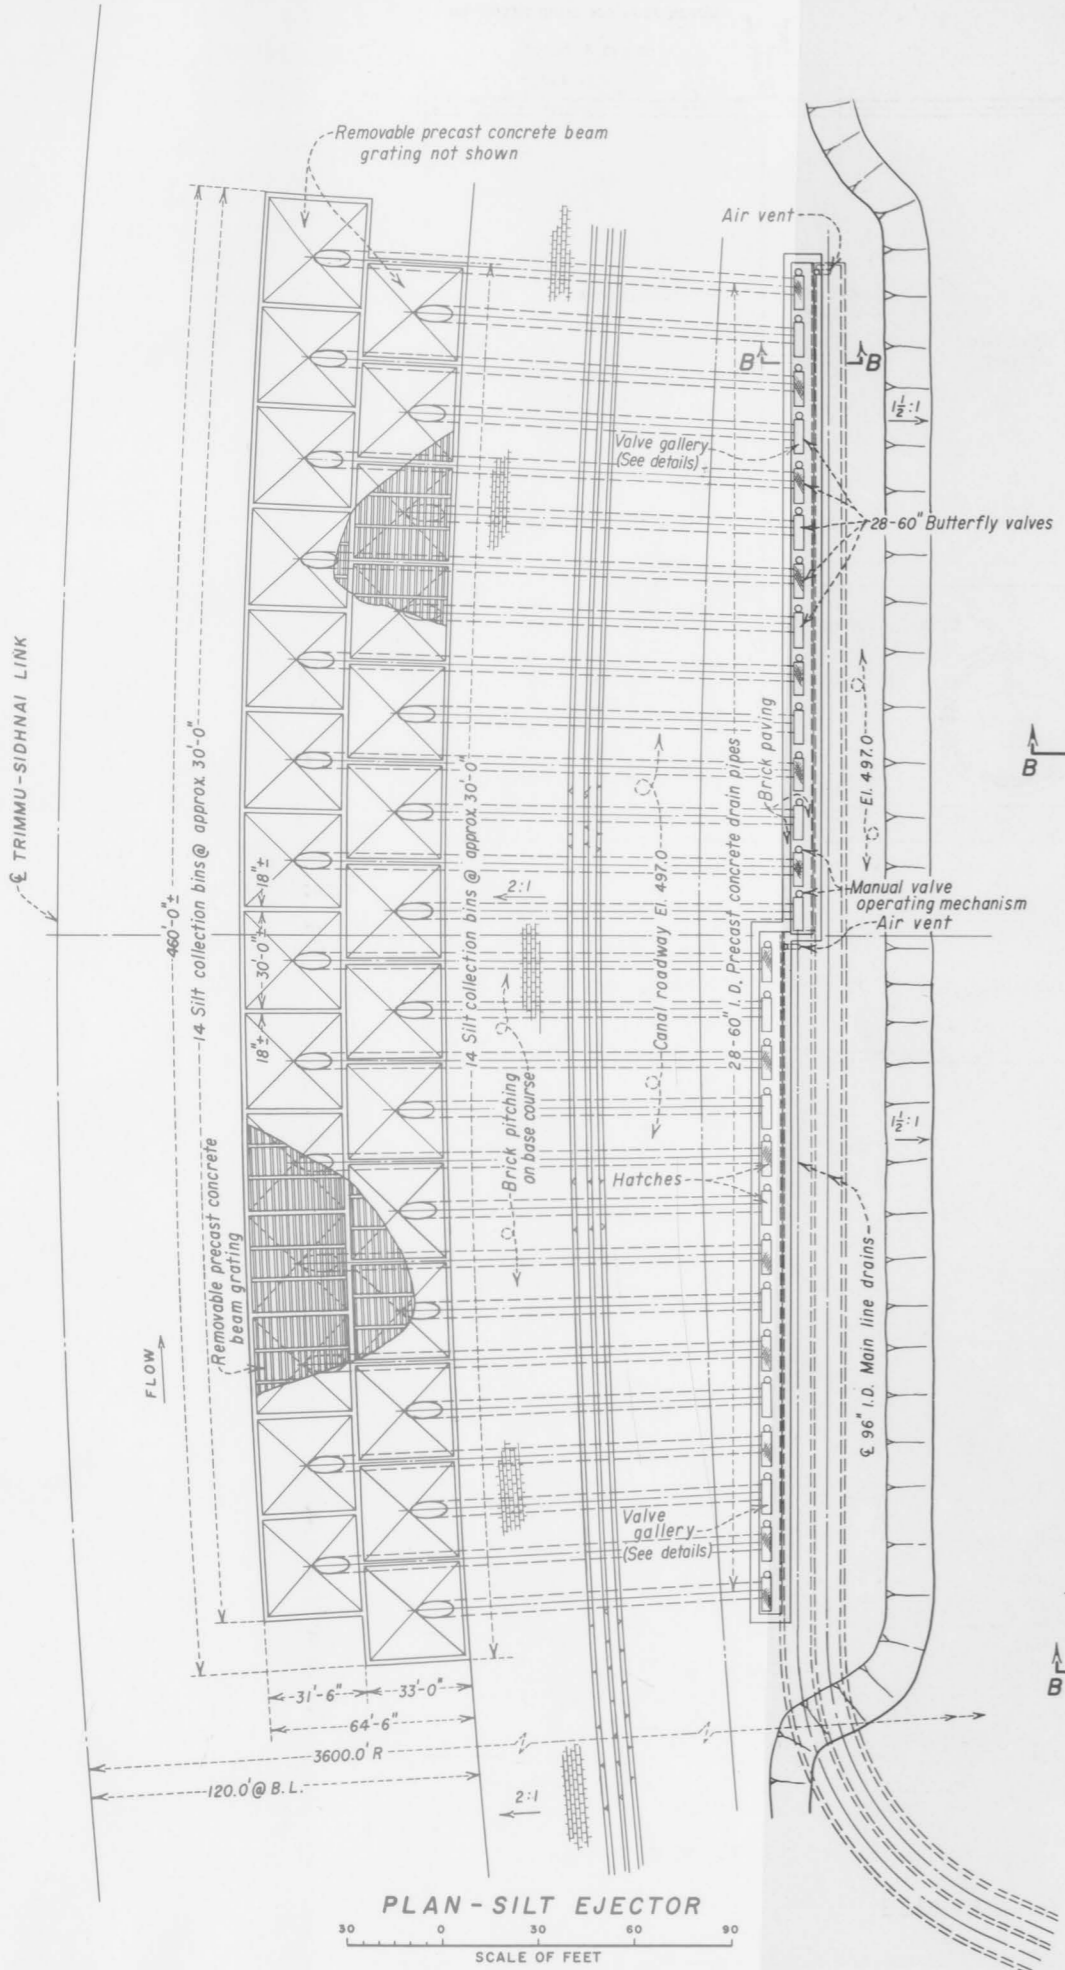 Removable precast concrete beam
grating not shown
Air vent
B
B
1½:1
Valve gallery
(See details)
28-60" Butterfly valves
℄ TRIMMU-SIDHNAI LINK
460'-0"±
14 Silt collection bins @ approx. 30'-0"
14 Silt collection bins @ approx. 30'-0"
Canal roadway El. 497.0
28-60" I.D. Precast concrete drain pipes
Brick paving
El. 497.0
B
Manual valve
operating mechanism
Air vent
18"±
30'-0"±
18"±
2:1
Brick pitching
on base course
Hatches
1½:1
Removable precast concrete
beam grating
℄ 96" I.D. Main line drains
FLOW
Valve
gallery
(See details)
B
31'-6"
33'-0"
64'-6"
3600.0' R
120.0' @ B.L.
2:1
PLAN - SILT EJECTOR
30 0 30 60 90
SCALE OF FEET